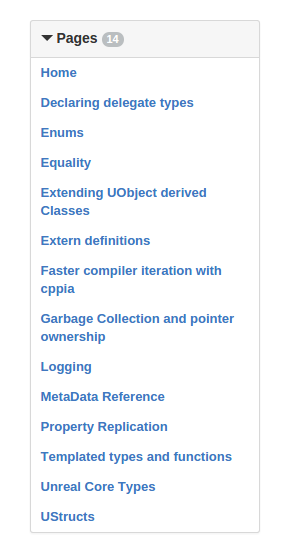 Pages 14
Home
Declaring delegate types
Enums
Equality
Extending UObject derived
Classes
Extern definitions
Faster compiler iteration with
cppia
Garbage Collection and pointer
ownership
Logging
MetaData Reference
Property Replication
Templated types and functions
Unreal Core Types
UStructs